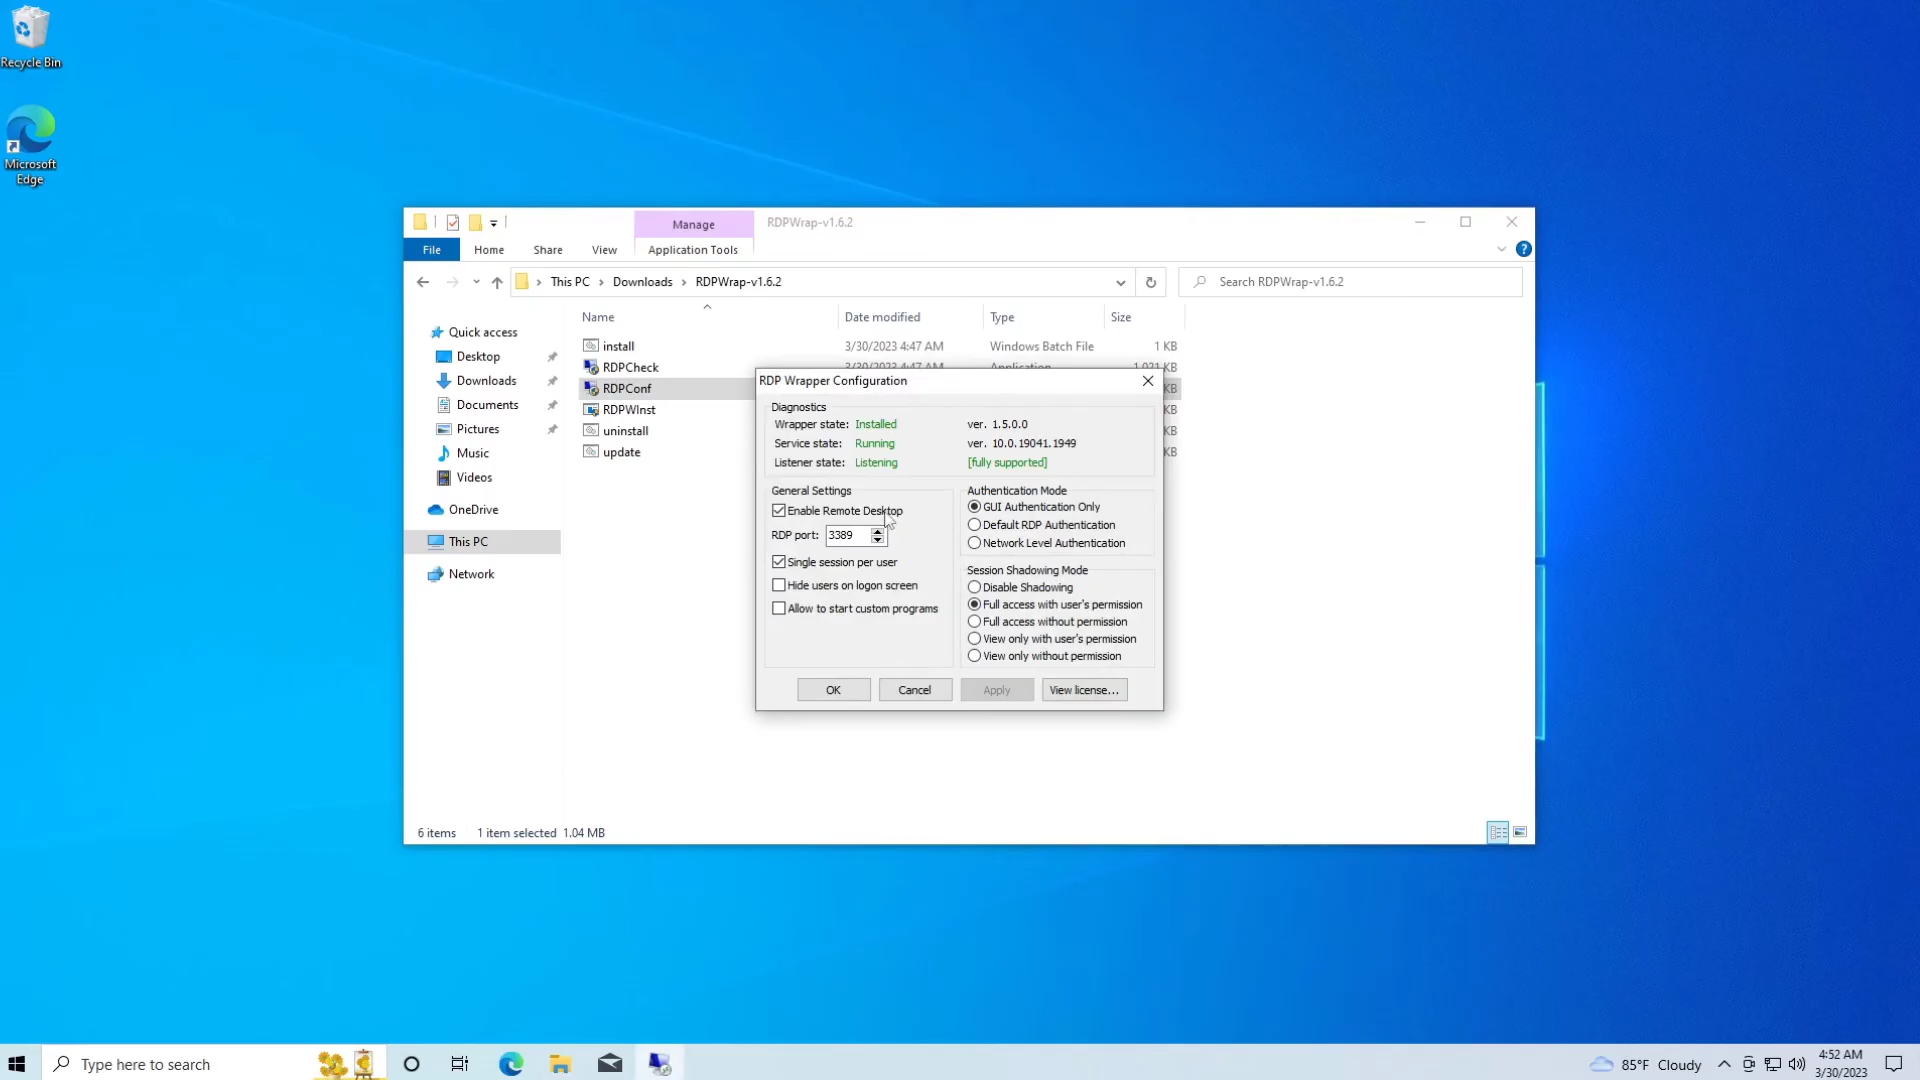 Recycle Bin
Microsoft
Edge
Manage
RDPWrap-v1.6.2
File
Home
Share
View
Application Tools
This PC
Downloads
RDPWrap-v1.6.2
Search RDPWrap-v1.6.2
Name
Date modified
Type
Size
Quick access
Desktop
Downloads
Documents
Pictures
Music
Videos
OneDrive
This PC
Network
install
3/30/2023 4:47 AM
Windows Batch File
1 KB
RDPCheck
3/30/2023 4:47 AM
Application
1,031 KB
RDPConf
KB
RDPWInst
KB
uninstall
KB
update
KB
RDP Wrapper Configuration
Diagnostics
Wrapper state: Installed ver. 1.5.0.0
Service state: Running ver. 10.0.19041.1949
Listener state: Listening [fully supported]
General Settings
Enable Remote Desktop
RDP port: 3389
Single session per user
Hide users on logon screen
Allow to start custom programs
Authentication Mode
GUI Authentication Only
Default RDP Authentication
Network Level Authentication
Session Shadowing Mode
Disable Shadowing
Full access with user's permission
Full access without permission
View only with user's permission
View only without permission
OK
Cancel
Apply
View license...
6 items
1 item selected 1.04 MB
Type here to search
85°F Cloudy
4:52 AM
3/30/2023